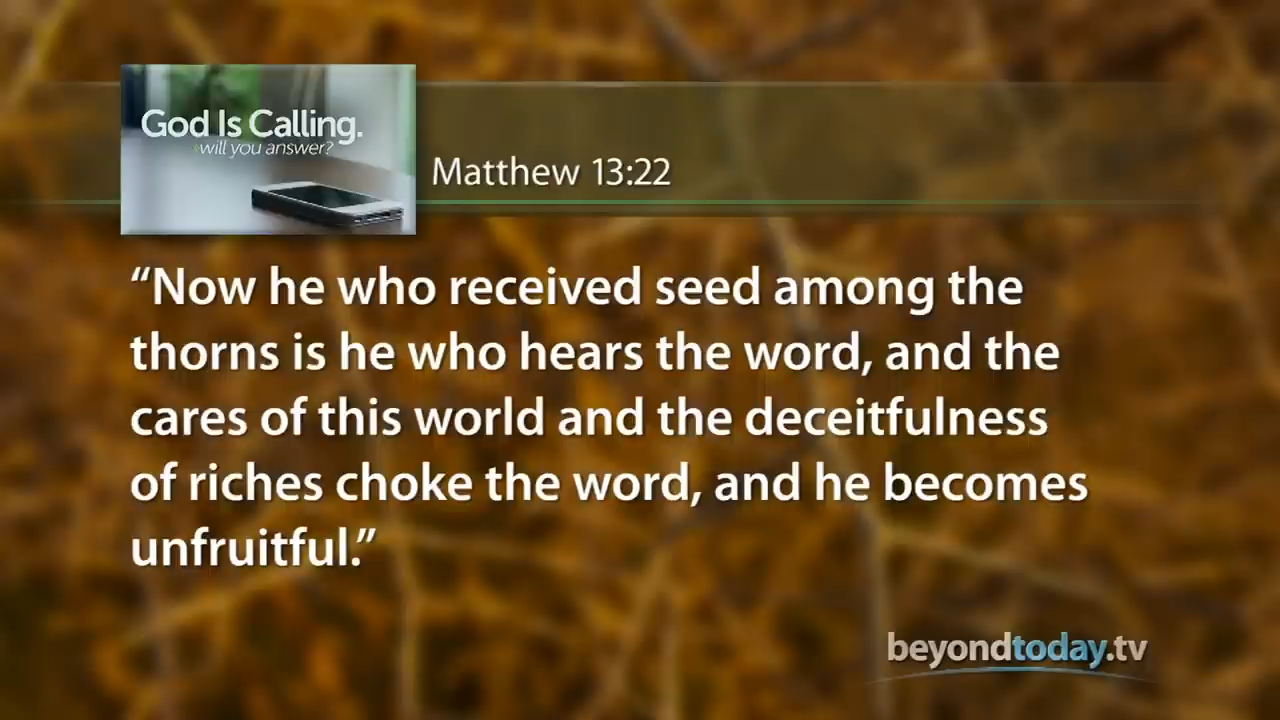 God Is Calling.
will you answer?
Matthew 13:22
“Now he who received seed among the
thorns is he who hears the word, and the
cares of this world and the deceitfulness
of riches choke the word, and he becomes
unfruitful.”
beyondtoday.tv